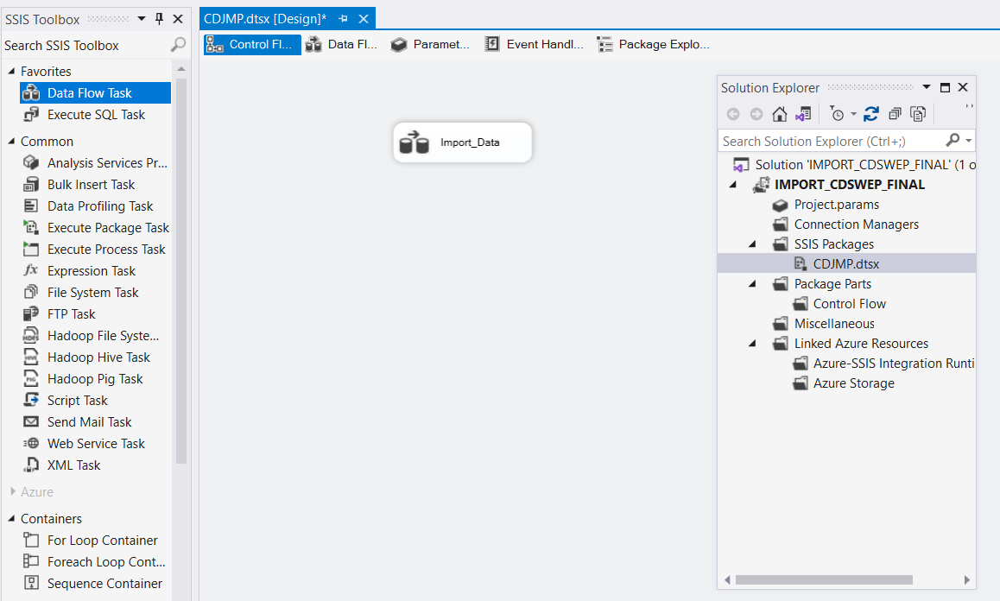 SSIS Toolbox
Search SSIS Toolbox
Favorites
Data Flow Task
Execute SQL Task
Common
Analysis Services Pr...
Bulk Insert Task
Data Profiling Task
Execute Package Task
Execute Process Task
fx Expression Task
File System Task
FTP Task
HDFS Hadoop File Syste...
HIVE Hadoop Hive Task
PIG Hadoop Pig Task
Script Task
Send Mail Task
Web Service Task
XML Task
Azure
Containers
For Loop Container
Foreach Loop Cont...
Sequence Container
CDJMP.dtsx [Design]*
Control Fl... Data Fl... Paramet... Event Handl... Package Explo...
Import_Data
Solution Explorer
Search Solution Explorer (Ctrl+;)
Solution 'IMPORT_CDSWEP_FINAL' (1 o
IMPORT_CDSWEP_FINAL
Project.params
Connection Managers
SSIS Packages
CDJMP.dtsx
Package Parts
Control Flow
Miscellaneous
Linked Azure Resources
Azure-SSIS Integration Runti
Azure Storage